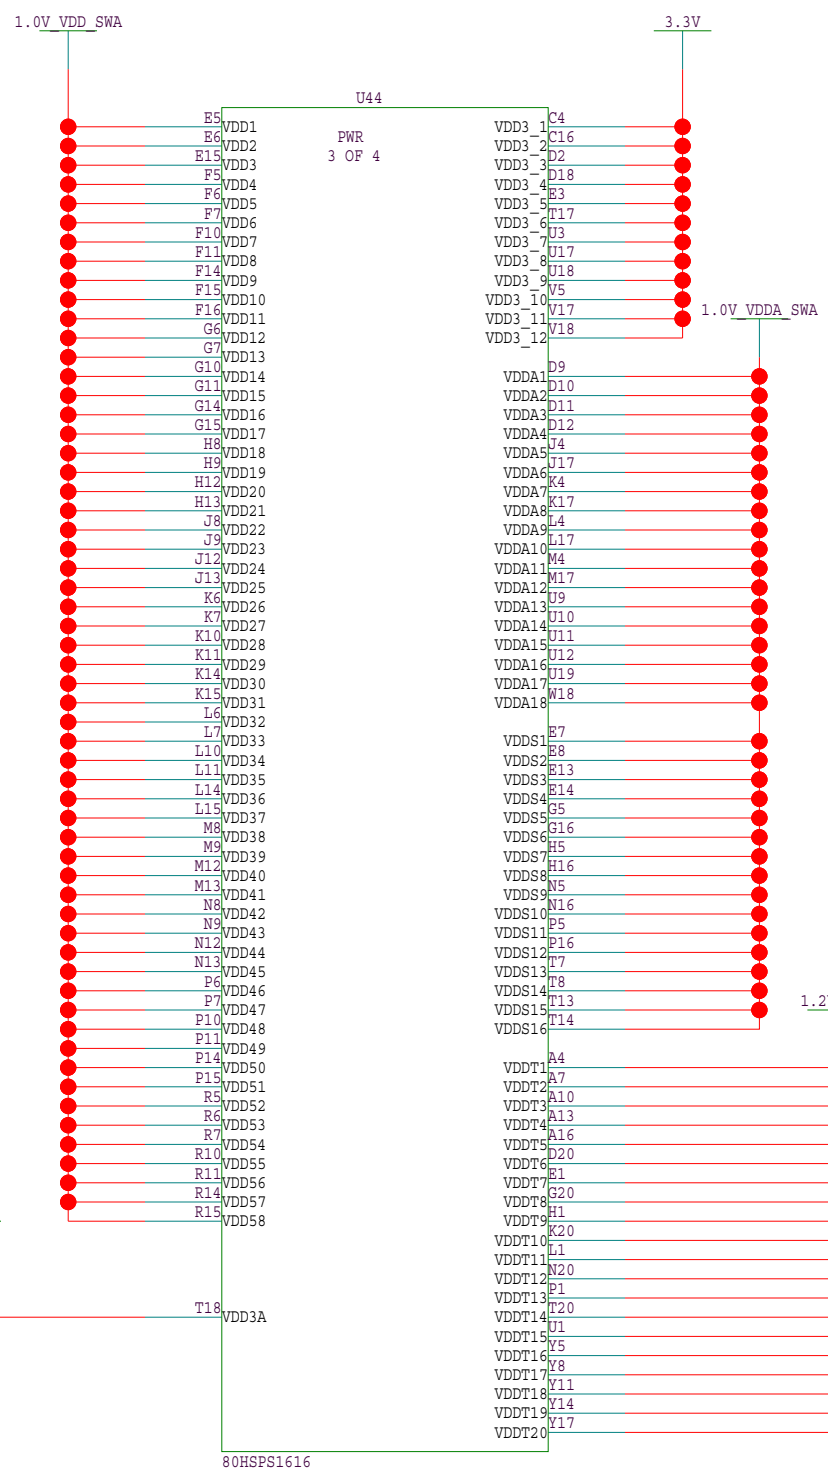 1.0V_VDD_SWA
3.3V
U44
PWR
3 OF 4
E5 VDD1
E6 VDD2
E15 VDD3
F5 VDD4
F6 VDD5
F7 VDD6
F10 VDD7
F11 VDD8
F14 VDD9
F15 VDD10
F16 VDD11
G6 VDD12
G7 VDD13
G10 VDD14
G11 VDD15
G14 VDD16
G15 VDD17
H8 VDD18
H9 VDD19
H12 VDD20
H13 VDD21
J8 VDD22
J9 VDD23
J12 VDD24
J13 VDD25
K6 VDD26
K7 VDD27
K10 VDD28
K11 VDD29
K14 VDD30
K15 VDD31
L6 VDD32
L7 VDD33
L10 VDD34
L11 VDD35
L14 VDD36
L15 VDD37
M8 VDD38
M9 VDD39
M12 VDD40
M13 VDD41
N8 VDD42
N9 VDD43
N12 VDD44
N13 VDD45
P6 VDD46
P7 VDD47
P10 VDD48
P11 VDD49
P14 VDD50
P15 VDD51
R5 VDD52
R6 VDD53
R7 VDD54
R10 VDD55
R11 VDD56
R14 VDD57
R15 VDD58
T18 VDD3A
VDD3_1 C4
VDD3_2 C16
VDD3_3 D2
VDD3_4 D18
VDD3_5 E3
VDD3_6 T17
VDD3_7 U3
VDD3_8 U17
VDD3_9 U18
VDD3_10 V5
VDD3_11 V17
VDD3_12 V18
1.0V_VDDA_SWA
VDDA1 D9
VDDA2 D10
VDDA3 D11
VDDA4 D12
VDDA5 J4
VDDA6 J17
VDDA7 K4
VDDA8 K17
VDDA9 L4
VDDA10 L17
VDDA11 M4
VDDA12 M17
VDDA13 U9
VDDA14 U10
VDDA15 U11
VDDA16 U12
VDDA17 U19
VDDA18 W18
VDDS1 E7
VDDS2 E8
VDDS3 E13
VDDS4 E14
VDDS5 G5
VDDS6 G16
VDDS7 H5
VDDS8 H16
VDDS9 N5
VDDS10 N16
VDDS11 P5
VDDS12 P16
VDDS13 T7
VDDS14 T8
VDDS15 T13
VDDS16 T14
1.2
VDDT1 A4
VDDT2 A7
VDDT3 A10
VDDT4 A13
VDDT5 A16
VDDT6 D20
VDDT7 E1
VDDT8 G20
VDDT9 H1
VDDT10 K20
VDDT11 L1
VDDT12 N20
VDDT13 P1
VDDT14 T20
VDDT15 U1
VDDT16 Y5
VDDT17 Y8
VDDT18 Y11
VDDT19 Y14
VDDT20 Y17
80HSPS1616